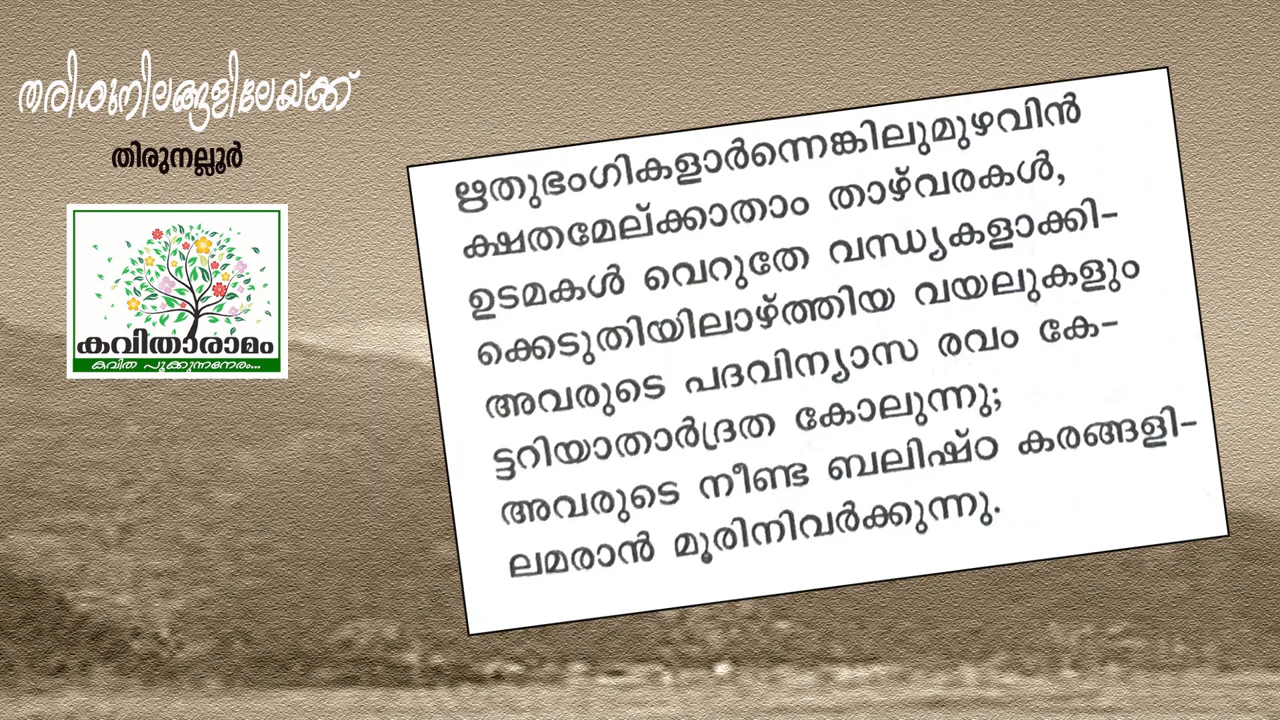 തരിശുനിലങ്ങളിലേയ്ക്ക്
തിരുനല്ലൂർ
കവിതാരാമം
കവിത പൂക്കുന്നനേരം...
ഋതുഭംഗികളാർന്നെങ്കിലുമുഴവിൻ
ക്ഷതമേല്ക്കാതാം താഴ്‌വരകൾ,
ഉടമകൾ വെറുതേ വന്ധ്യകളാക്കി–
ക്കെടുതിയിലാഴ്ത്തിയ വയലുകളും
അവരുടെ പദവിന്യാസ രവം കേ–
ട്ടറിയാതാർദ്രത കോലുന്നു;
അവരുടെ നീണ്ട ബലിഷ്ഠ കരങ്ങളി–
ലമരാൻ മൂരിനിവർക്കുന്നു.